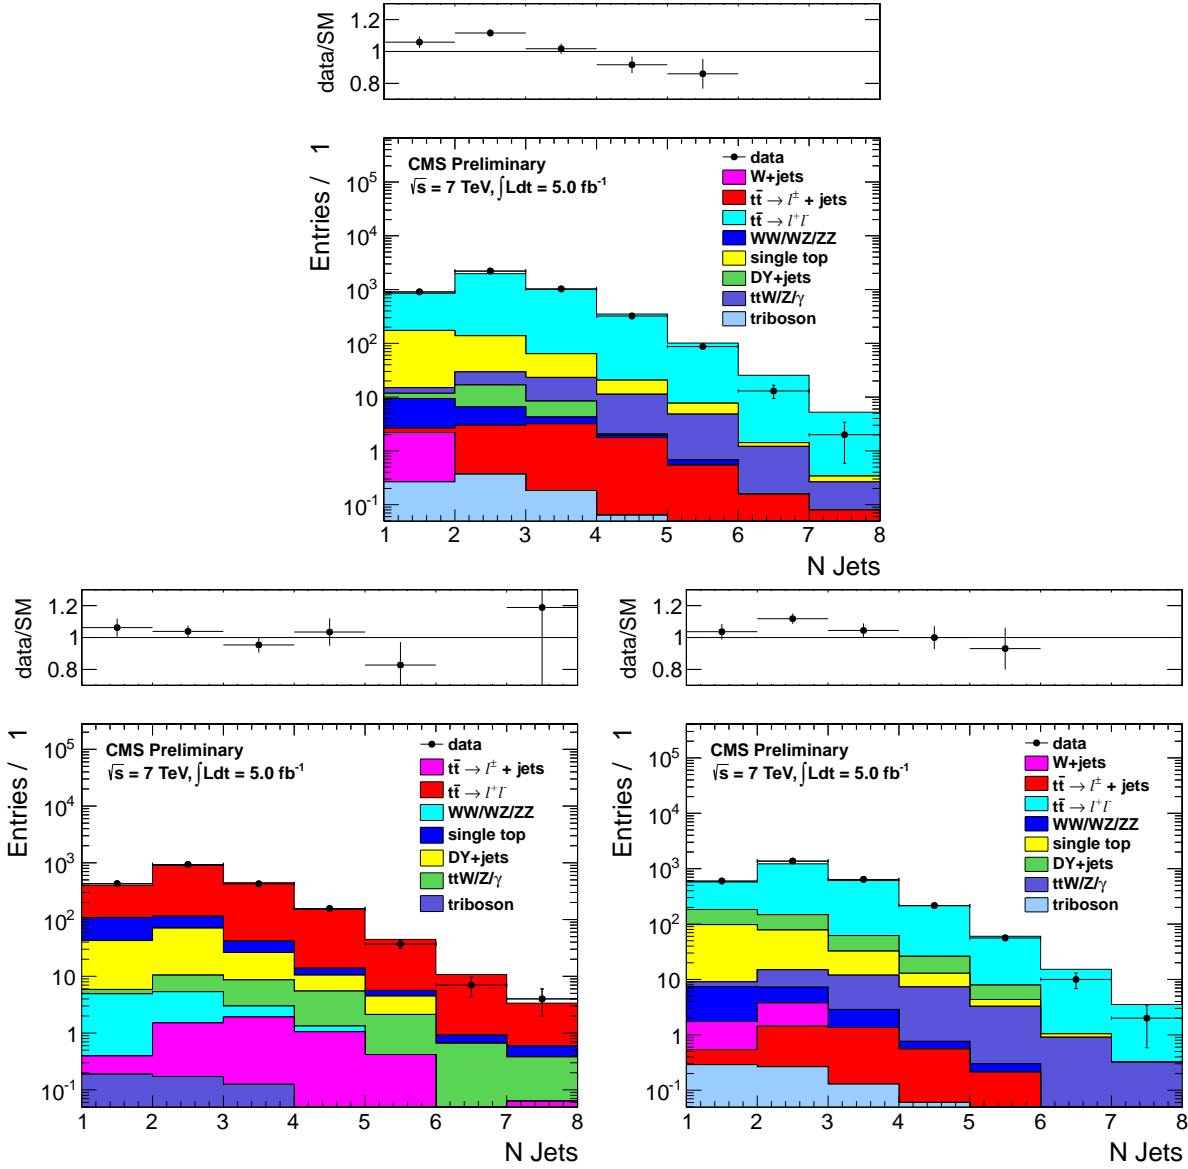 data/SM
1.2
1
0.8
Entries / 1
CMS Preliminary
√s = 7 TeV, ∫Ldt = 5.0 fb⁻¹
data
W+jets
tt̄ → l± + jets
tt̄ → l⁺l⁻
WW/WZ/ZZ
single top
DY+jets
ttW/Z/γ
triboson
10⁵
10⁴
10³
10²
10
1
10⁻¹
1 2 3 4 5 6 7 8
N Jets
data/SM
1.2
1
0.8
Entries / 1
CMS Preliminary
√s = 7 TeV, ∫Ldt = 5.0 fb⁻¹
data
tt̄ → l± + jets
tt̄ → l⁺l⁻
WW/WZ/ZZ
single top
DY+jets
ttW/Z/γ
triboson
10⁵
10⁴
10³
10²
10
1
10⁻¹
1 2 3 4 5 6 7 8
N Jets
data/SM
1.2
1
0.8
Entries / 1
CMS Preliminary
√s = 7 TeV, ∫Ldt = 5.0 fb⁻¹
data
W+jets
tt̄ → l± + jets
tt̄ → l⁺l⁻
WW/WZ/ZZ
single top
DY+jets
ttW/Z/γ
triboson
10⁵
10⁴
10³
10²
10
1
10⁻¹
1 2 3 4 5 6 7 8
N Jets